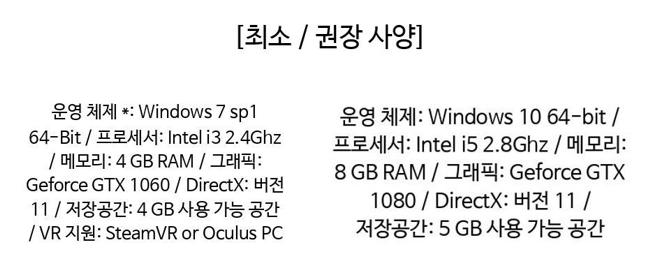 [최소 / 권장 사양]
운영 체제 *: Windows 7 sp1
64-Bit / 프로세서: Intel i3 2.4Ghz
/ 메모리: 4 GB RAM / 그래픽:
Geforce GTX 1060 / DirectX: 버전
11 / 저장공간: 4 GB 사용 가능 공간
/ VR 지원: SteamVR or Oculus PC
운영 체제: Windows 10 64-bit /
프로세서: Intel i5 2.8Ghz / 메모리:
8 GB RAM / 그래픽: Geforce GTX
1080 / DirectX: 버전 11 /
저장공간: 5 GB 사용 가능 공간